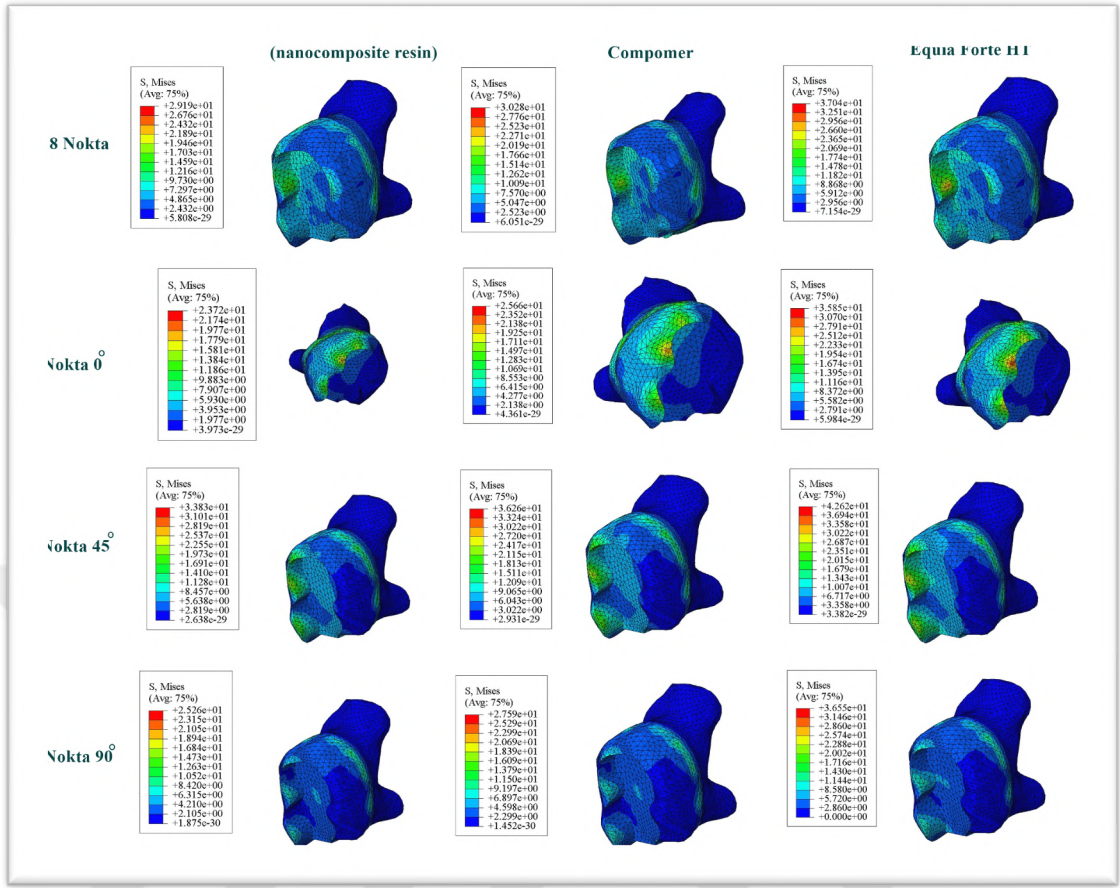 (nanocomposite resin) Compomer Equia Forte HT
8 Nokta
S, Mises
(Avg: 75%)
+2.919e+01
+2.676e+01
+2.432e+01
+2.189e+01
+1.946e+01
+1.703e+01
+1.459e+01
+1.216e+01
+9.730e+00
+7.297e+00
+4.865e+00
+2.432e+00
+5.808e-29
S, Mises
(Avg: 75%)
+3.028e+01
+2.776e+01
+2.523e+01
+2.271e+01
+2.019e+01
+1.766e+01
+1.514e+01
+1.262e+01
+1.009e+01
+7.570e+00
+5.047e+00
+2.523e+00
+6.051e-29
S, Mises
(Avg: 75%)
+3.704e+01
+3.251e+01
+2.956e+01
+2.660e+01
+2.365e+01
+2.069e+01
+1.774e+01
+1.478e+01
+1.182e+01
+8.868e+00
+5.912e+00
+2.956e+00
+7.154e-29
Nokta 0°
S, Mises
(Avg: 75%)
+2.372e+01
+2.174e+01
+1.977e+01
+1.779e+01
+1.581e+01
+1.384e+01
+1.186e+01
+9.883e+00
+7.907e+00
+5.930e+00
+3.953e+00
+1.977e+00
+3.973e-29
S, Mises
(Avg: 75%)
+2.566e+01
+2.352e+01
+2.138e+01
+1.925e+01
+1.711e+01
+1.497e+01
+1.283e+01
+1.069e+01
+8.553e+00
+6.415e+00
+4.277e+00
+2.138e+00
+4.361e-29
S, Mises
(Avg: 75%)
+3.585e+01
+3.070e+01
+2.791e+01
+2.512e+01
+2.233e+01
+1.954e+01
+1.674e+01
+1.395e+01
+1.116e+01
+8.372e+00
+5.582e+00
+2.791e+00
+5.984e-29
Nokta 45°
S, Mises
(Avg: 75%)
+3.383e+01
+3.101e+01
+2.819e+01
+2.537e+01
+2.255e+01
+1.973e+01
+1.691e+01
+1.410e+01
+1.128e+01
+8.457e+00
+5.638e+00
+2.819e+00
+2.638e-29
S, Mises
(Avg: 75%)
+3.626e+01
+3.324e+01
+3.022e+01
+2.720e+01
+2.417e+01
+2.115e+01
+1.813e+01
+1.511e+01
+1.209e+01
+9.065e+00
+6.043e+00
+3.022e+00
+2.931e-29
S, Mises
(Avg: 75%)
+4.262e+01
+3.694e+01
+3.358e+01
+3.022e+01
+2.687e+01
+2.351e+01
+2.015e+01
+1.679e+01
+1.343e+01
+1.007e+01
+6.717e+00
+3.358e+00
+3.382e-29
Nokta 90°
S, Mises
(Avg: 75%)
+2.526e+01
+2.315e+01
+2.105e+01
+1.894e+01
+1.684e+01
+1.473e+01
+1.263e+01
+1.052e+01
+8.420e+00
+6.315e+00
+4.210e+00
+2.105e+00
+1.875e-30
S, Mises
(Avg: 75%)
+2.759e+01
+2.529e+01
+2.299e+01
+2.069e+01
+1.839e+01
+1.609e+01
+1.379e+01
+1.150e+01
+9.197e+00
+6.897e+00
+4.598e+00
+2.299e+00
+1.452e-30
S, Mises
(Avg: 75%)
+3.655e+01
+3.146e+01
+2.860e+01
+2.574e+01
+2.288e+01
+2.002e+01
+1.716e+01
+1.430e+01
+1.144e+01
+8.580e+00
+5.720e+00
+2.860e+00
+0.000e+00